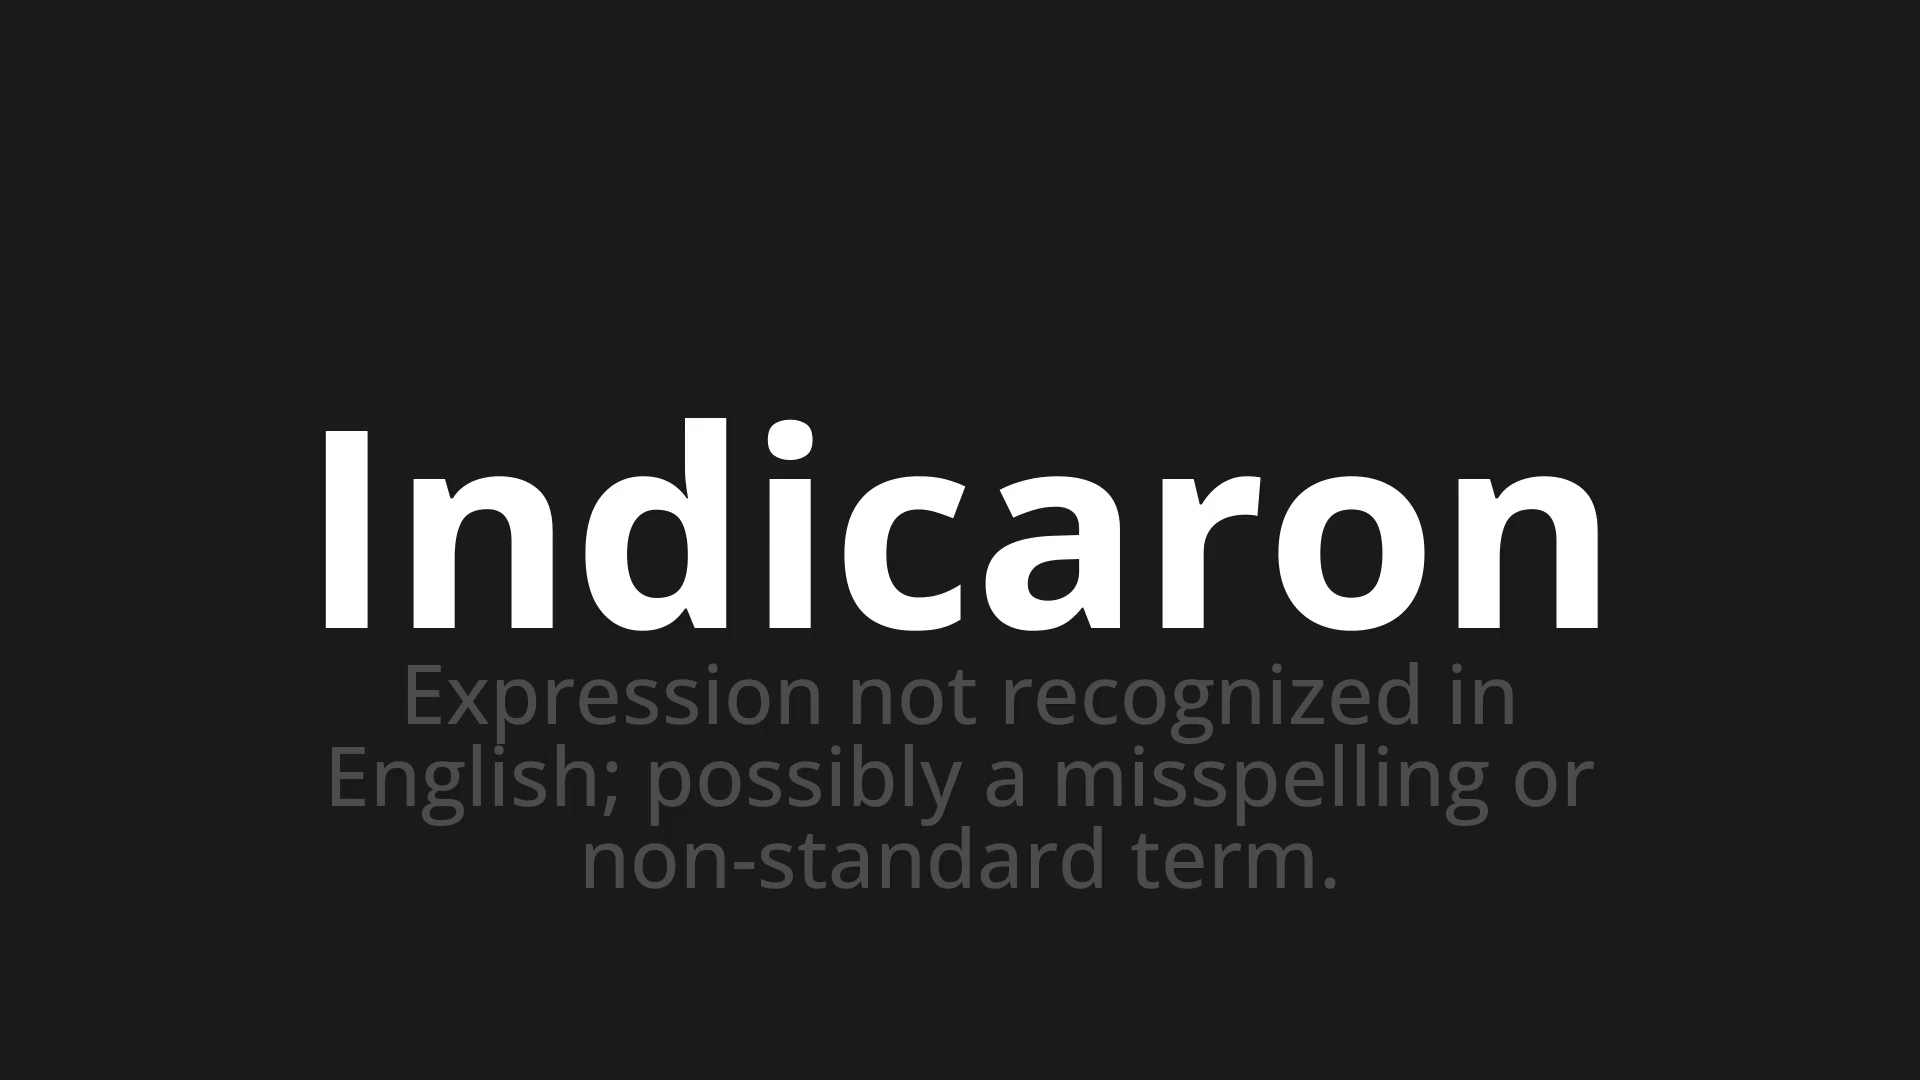 Indicaron
Expression not recognized in
English; possibly a misspelling or
non-standard term.